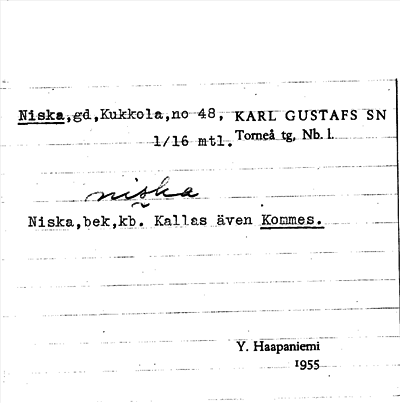 Niska,gd,Kukkola,no 48, KARL GUSTAFS SN
1/16 mtl. Torneå tg, Nb. l.
niska
Niska,bek,kb. Kallas även Kommes.
Y. Haapaniemi
1955